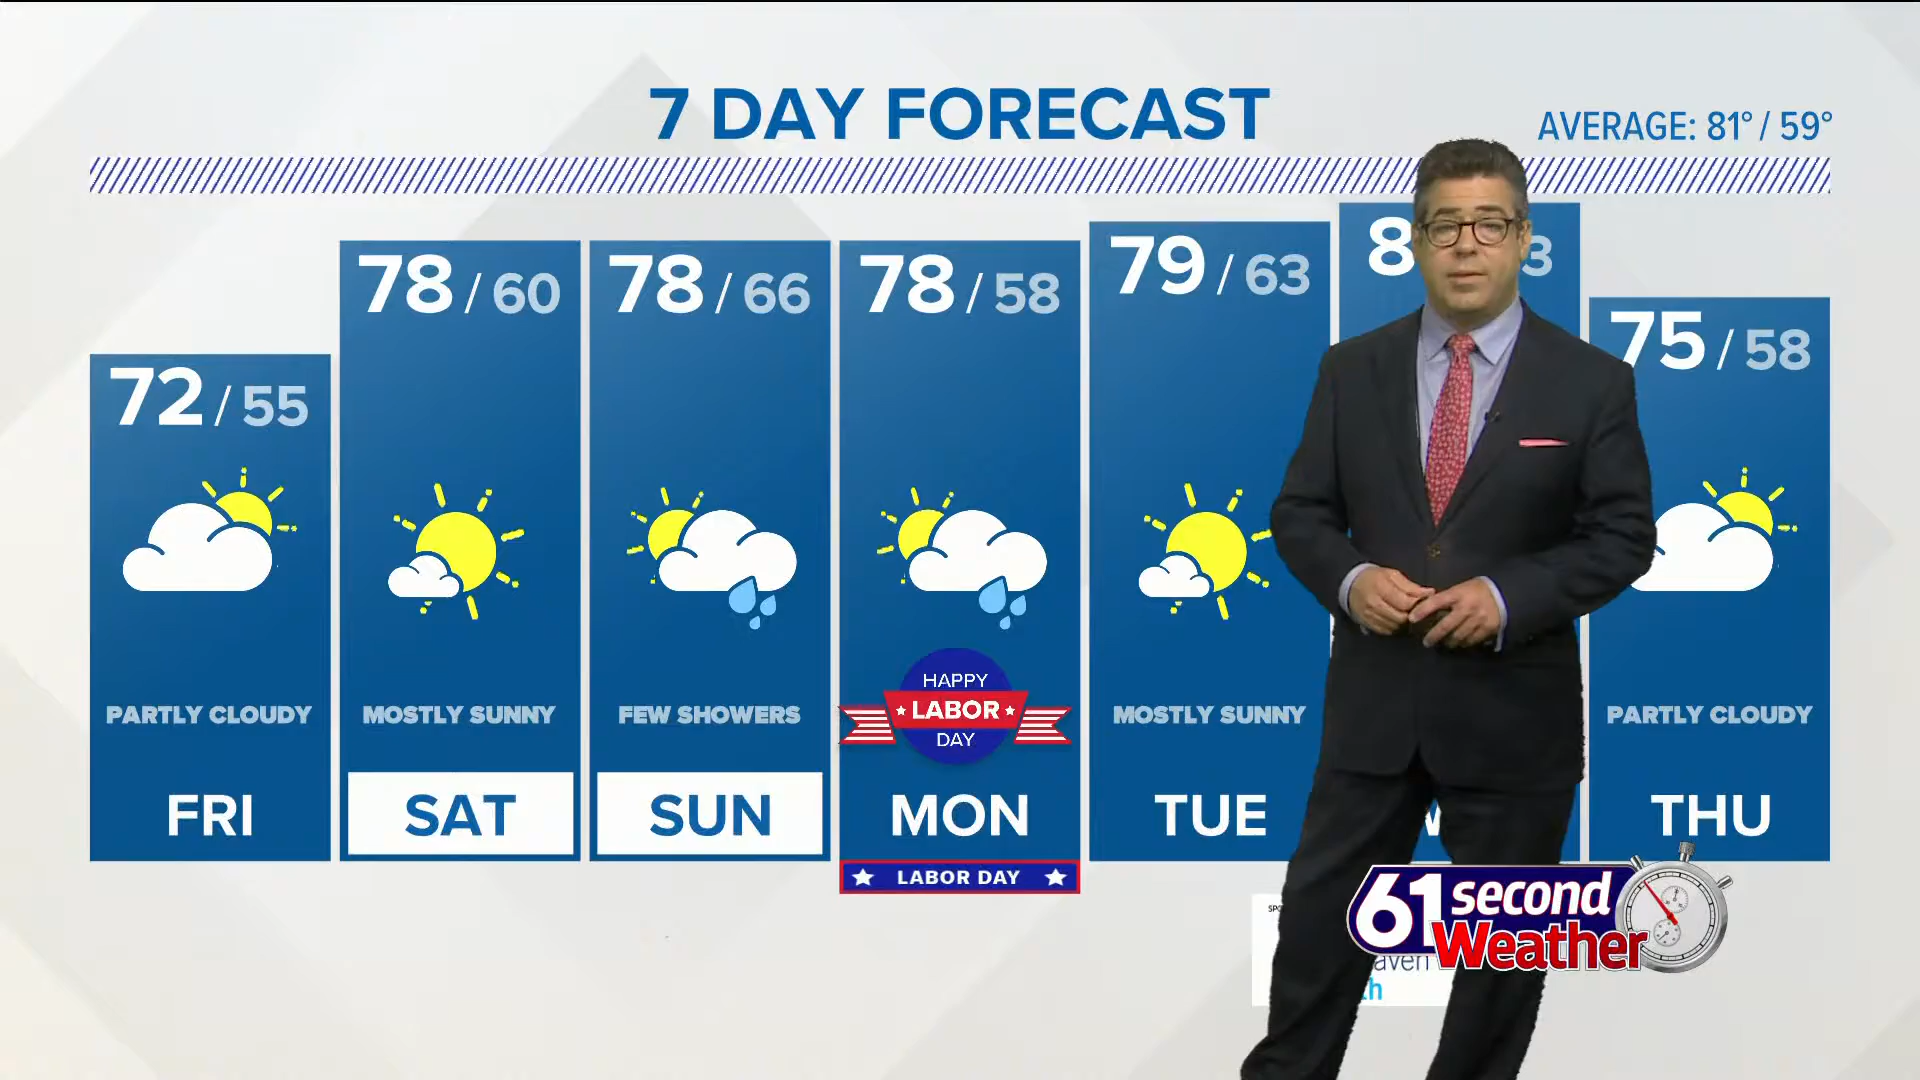 7 DAY FORECAST
AVERAGE: 81° / 59°
72 / 55
78 / 60
78 / 66
78 / 58
79 / 63
75 / 58
PARTLY CLOUDY
MOSTLY SUNNY
FEW SHOWERS
HAPPY
LABOR
DAY
MOSTLY SUNNY
PARTLY CLOUDY
FRI
SAT
SUN
MON
TUE
THU
LABOR DAY
61 second
Weather